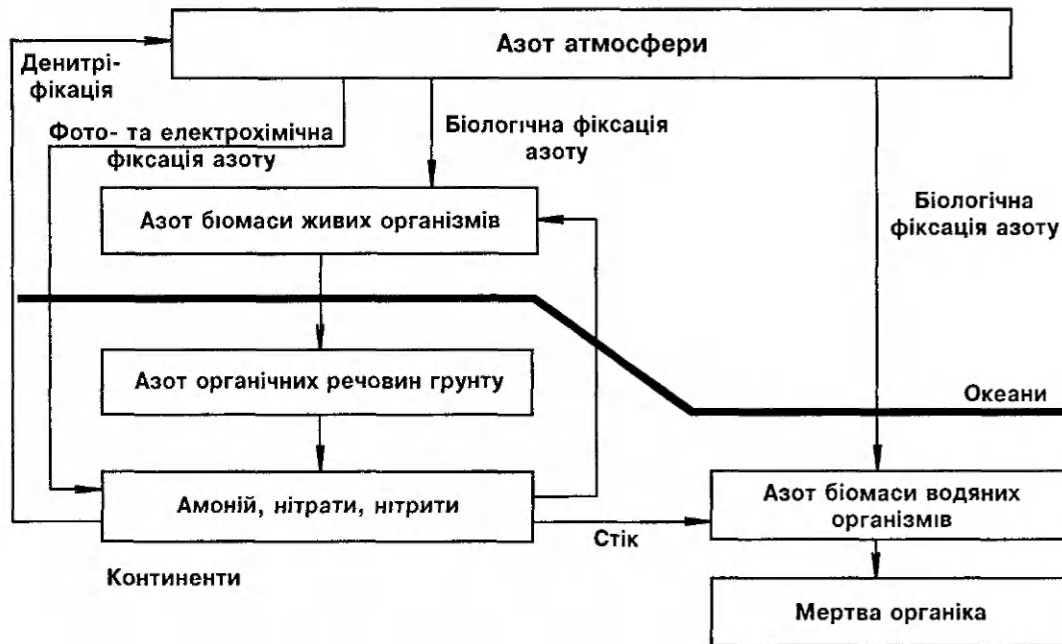 Азот атмосфери
Денитрі-
фікація
Фото- та електрохімічна
фіксація азоту
Біологічна фіксація
азоту
Біологічна
фіксація азоту
Азот біомаси живих організмів
Азот органічних речовин грунту
Океани
Амоній, нітрати, нітрити
Азот біомаси водяних
організмів
Стік
Континенти
Мертва органіка